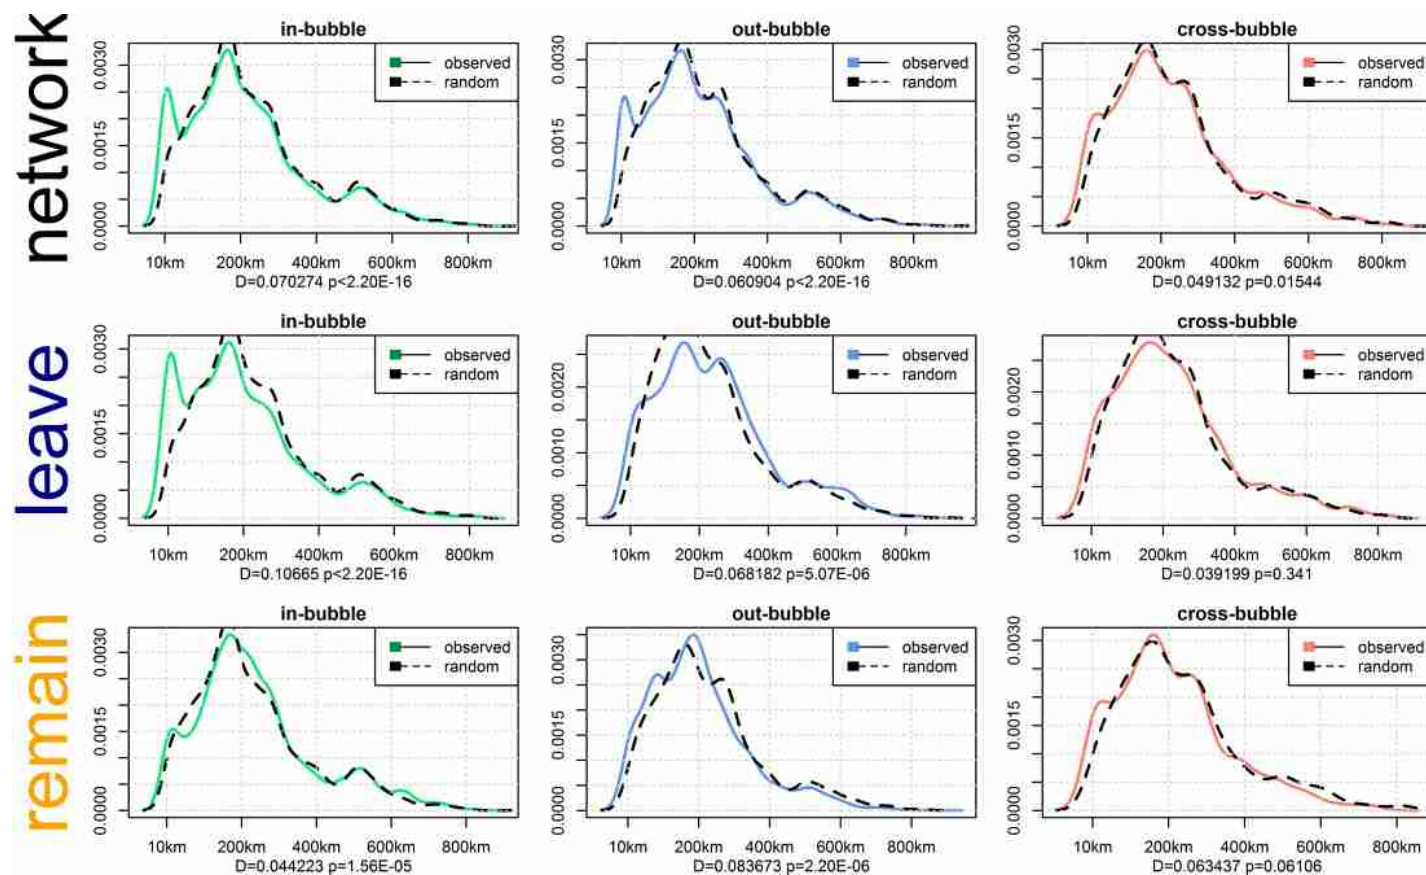 network
in-bubble
0.0030
0.0015
0.0000
observed
random
10km 200km 400km 600km 800km
D=0.070274 p<2.20E-16
out-bubble
0.0030
0.0015
0.0000
observed
random
10km 200km 400km 600km 800km
D=0.060904 p<2.20E-16
cross-bubble
0.0030
0.0015
0.0000
observed
random
10km 200km 400km 600km 800km
D=0.049132 p=0.01544
leave
in-bubble
0.0030
0.0015
0.0000
observed
random
10km 200km 400km 600km 800km
D=0.10665 p<2.20E-16
out-bubble
0.0020
0.0010
0.0000
observed
random
10km 200km 400km 600km 800km
D=0.068182 p=5.07E-06
cross-bubble
0.0020
0.0010
0.0000
observed
random
10km 200km 400km 600km 800km
D=0.039199 p=0.341
remain
in-bubble
0.0030
0.0015
0.0000
observed
random
10km 200km 400km 600km 800km
D=0.044223 p=1.56E-05
out-bubble
0.0030
0.0015
0.0000
observed
random
10km 200km 400km 600km 800km
D=0.083673 p=2.20E-06
cross-bubble
0.0030
0.0015
0.0000
observed
random
10km 200km 400km 600km 800km
D=0.063437 p=0.06106